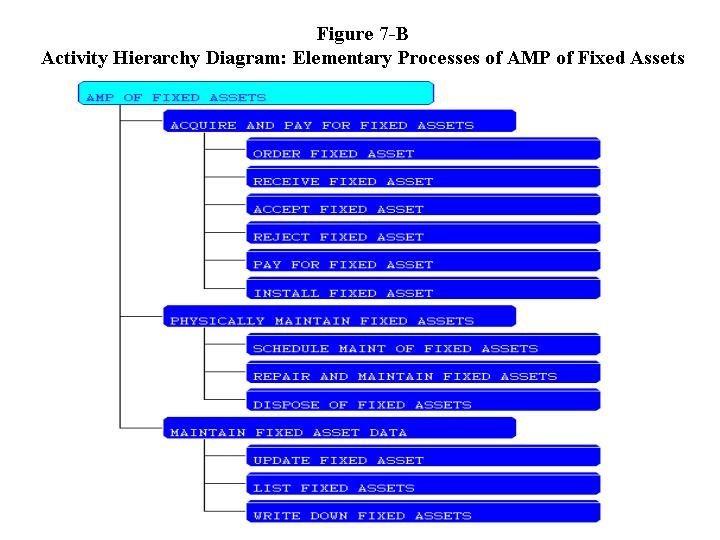 Figure 7-B
Activity Hierarchy Diagram: Elementary Processes of AMP of Fixed Assets
AMP OF FIXED ASSETS
ACQUIRE AND PAY FOR FIXED ASSETS
ORDER FIXED ASSET
RECEIVE FIXED ASSET
ACCEPT FIXED ASSET
REJECT FIXED ASSET
PAY FOR FIXED ASSET
INSTALL FIXED ASSET
PHYSICALLY MAINTAIN FIXED ASSETS
SCHEDULE MAINT OF FIXED ASSETS
REPAIR AND MAINTAIN FIXED ASSETS
DISPOSE OF FIXED ASSETS
MAINTAIN FIXED ASSET DATA
UPDATE FIXED ASSET
LIST FIXED ASSETS
WRITE DOWN FIXED ASSETS